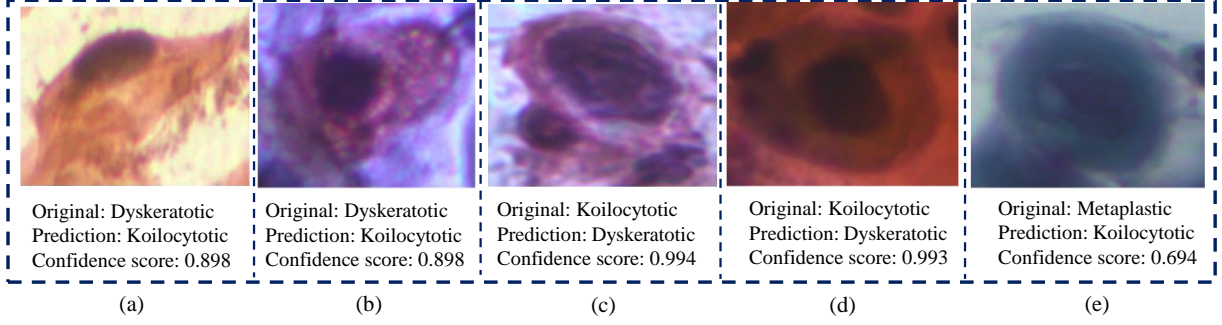 Original: Dyskeratotic
Prediction: Koilocytotic
Confidence score: 0.898
(a)
Original: Dyskeratotic
Prediction: Koilocytotic
Confidence score: 0.898
(b)
Original: Koilocytotic
Prediction: Dyskeratotic
Confidence score: 0.994
(c)
Original: Koilocytotic
Prediction: Dyskeratotic
Confidence score: 0.993
(d)
Original: Metaplastic
Prediction: Koilocytotic
Confidence score: 0.694
(e)